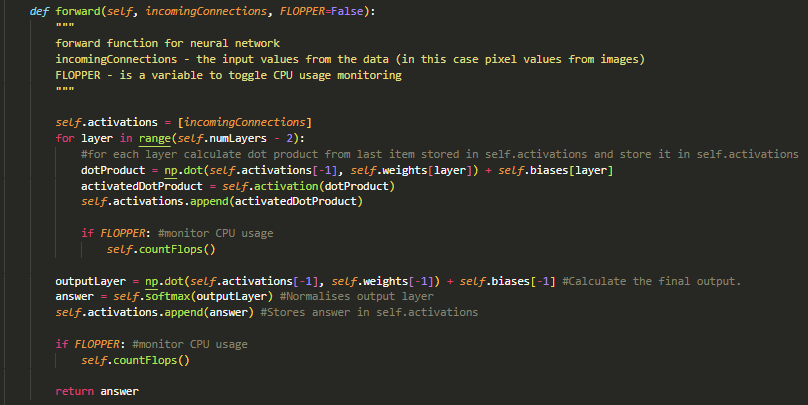 def forward(self, incomingConnections, FLOPPER=False):
"""
forward function for neural network
incomingConnections - the input values from the data (in this case pixel values from images)
FLOPPER - is a variable to toggle CPU usage monitoring
"""
self.activations = [incomingConnections]
for layer in range(self.numLayers - 2):
#for each layer calculate dot product from last item stored in self.activations and store it in self.activations
dotProduct = np.dot(self.activations[-1], self.weights[layer]) + self.biases[layer]
activatedDotProduct = self.activation(dotProduct)
self.activations.append(activatedDotProduct)
if FLOPPER: #monitor CPU usage
self.countFlops()
outputLayer = np.dot(self.activations[-1], self.weights[-1]) + self.biases[-1] #Calculate the final output.
answer = self.softmax(outputLayer) #Normalises output layer
self.activations.append(answer) #Stores answer in self.activations
if FLOPPER: #monitor CPU usage
self.countFlops()
return answer